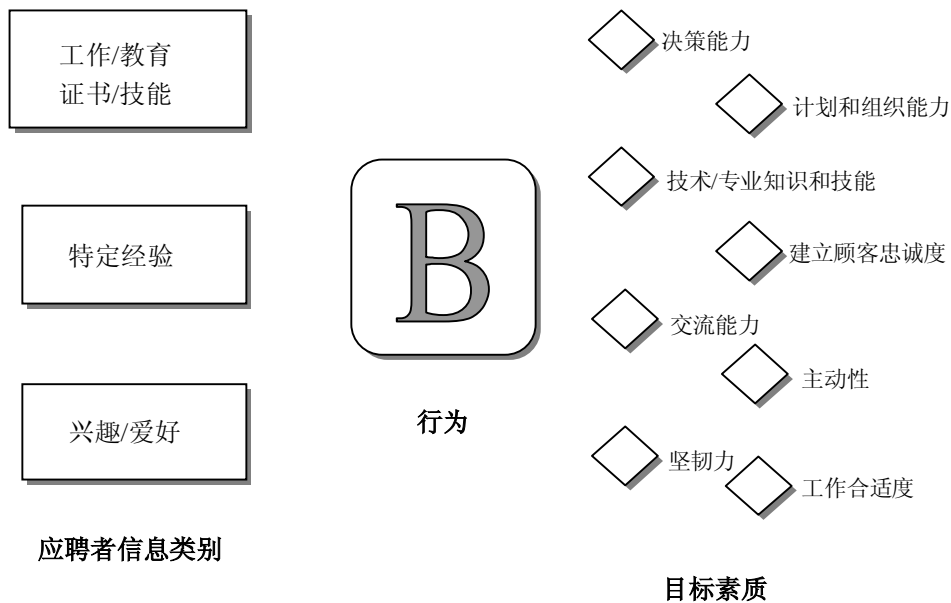 工作/教育
证书/技能
特定经验
兴趣/爱好
应聘者信息类别
B
行为
决策能力
计划和组织能力
技术/专业知识和技能
建立顾客忠诚度
交流能力
主动性
坚韧力
工作合适度
目标素质